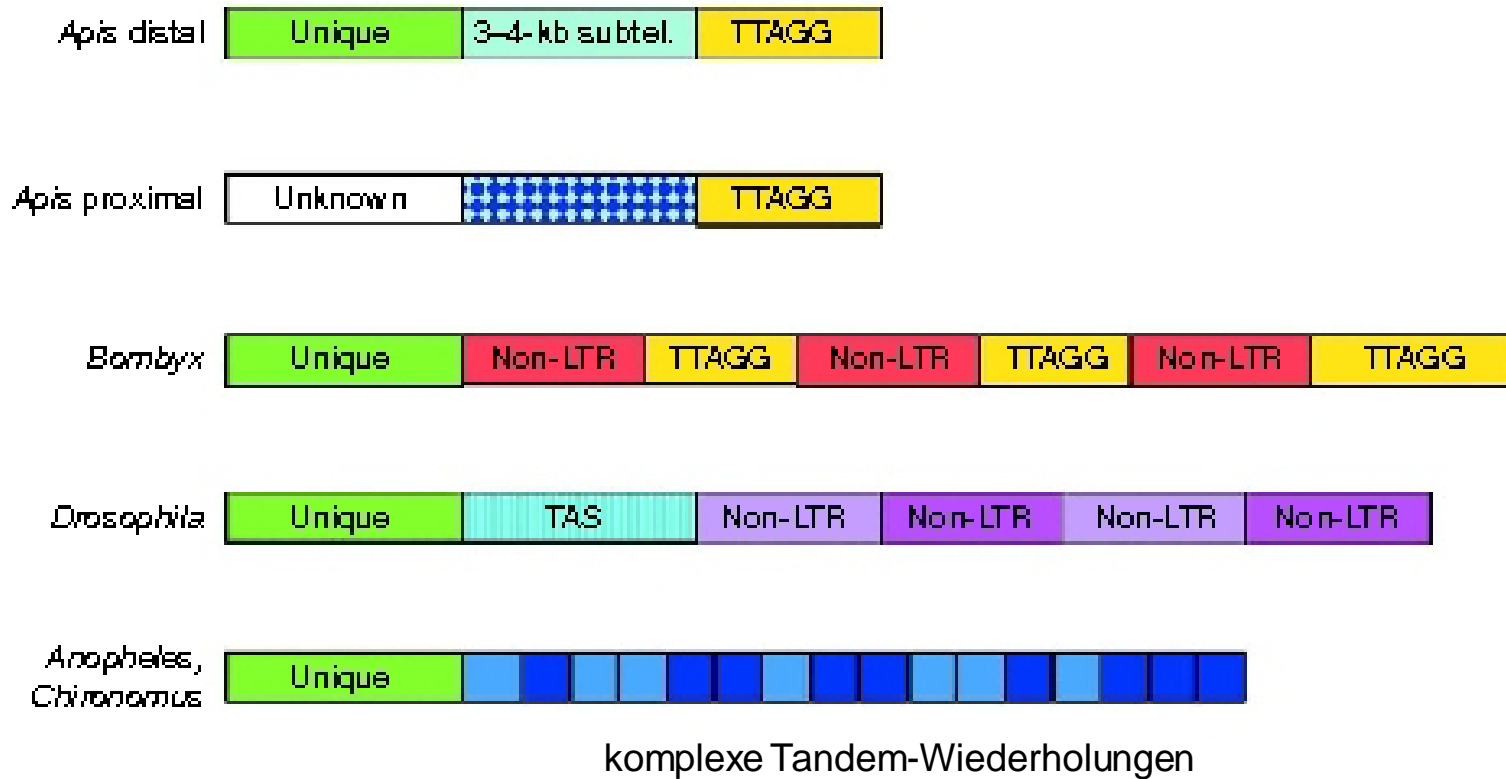 Apis distal Unique 3–4-kb subtel. TTAGG
Apis proximal Unknown TTAGG
Bombyx Unique Non-LTR TTAGG Non-LTR TTAGG Non-LTR TTAGG
Drosophila Unique TAS Non-LTR Non-LTR Non-LTR Non-LTR
Anopheles,
Chironomus Unique
komplexe Tandem-Wiederholungen